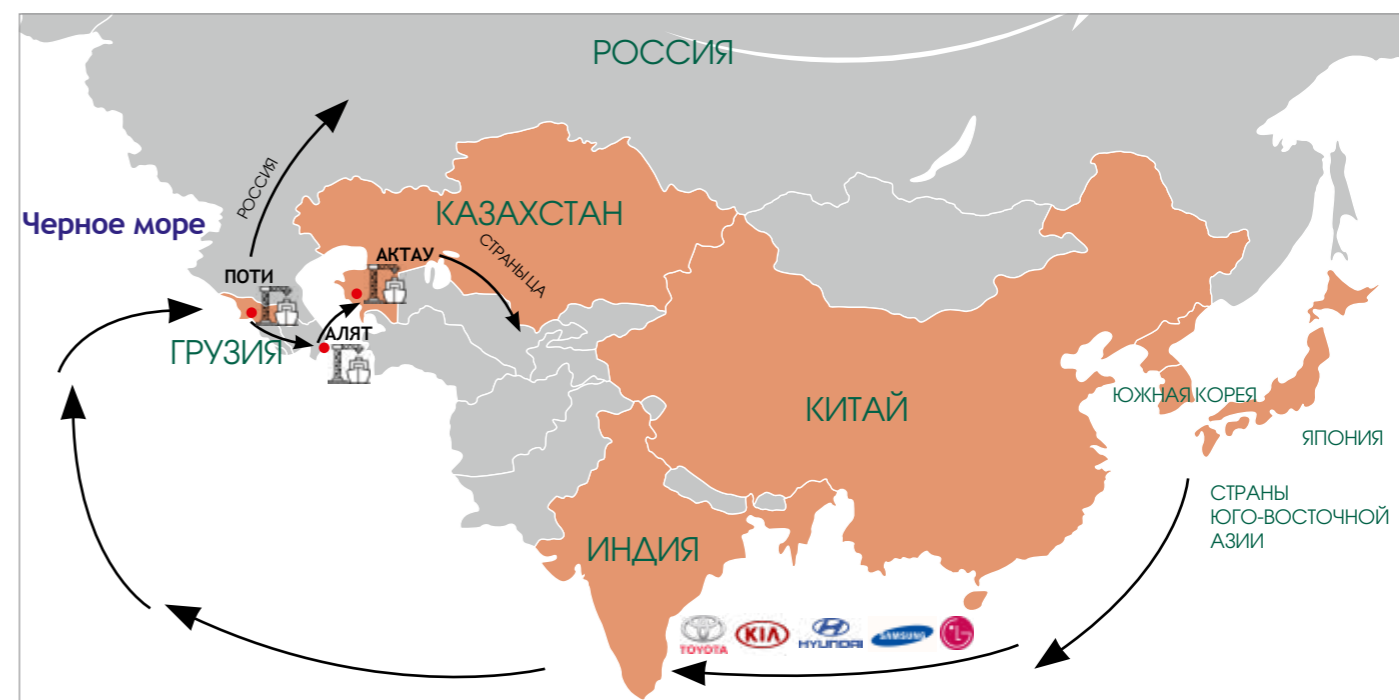 РОССИЯ
РОССИЯ
Черное море
КАЗАХСТАН
АКТАУ
СТРАНЫ ЦА
ПОТИ
АЛЯТ
ГРУЗИЯ
КИТАЙ
ЮЖНАЯ КОРЕЯ
ЯПОНИЯ
СТРАНЫ
ЮГО-ВОСТОЧНОЙ
АЗИИ
ИНДИЯ
TOYOTA
KIA
HYUNDAI
SAMSUNG
LG